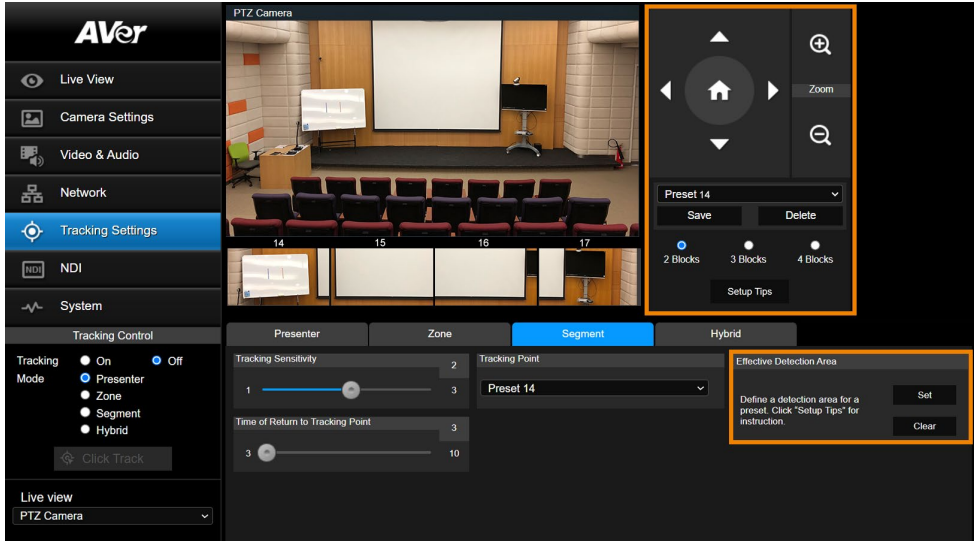 AVer
Live View
Camera Settings
Video & Audio
Network
Tracking Settings
NDI
NDI
System
Tracking Control
Tracking
Mode
On
Off
Presenter
Zone
Segment
Hybrid
Click Track
Live view
PTZ Camera
PTZ Camera
14 15 16 17
Zoom
Preset 14
Save Delete
2 Blocks 3 Blocks 4 Blocks
Setup Tips
Presenter Zone Segment Hybrid
Tracking Sensitivity
2
1 3
Time of Return to Tracking Point
3
3 10
Tracking Point
Preset 14
Effective Detection Area
Define a detection area for a
preset. Click "Setup Tips" for
instruction.
Set
Clear